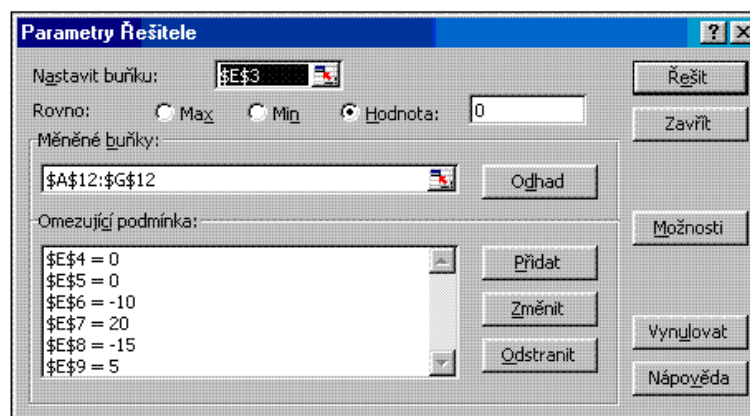 Parametry Řešitele
Nastavit buňku: $E$3
Řešit
Rovno: Max Min Hodnota: 0
Zavřít
Měněné buňky:
$A$12:$G$12
Odhad
Omezující podmínka:
Možnosti
$E$4 = 0
$E$5 = 0
$E$6 = -10
$E$7 = 20
$E$8 = -15
$E$9 = 5
Přidat
Změnit
Odstranit
Vynulovat
Nápověda